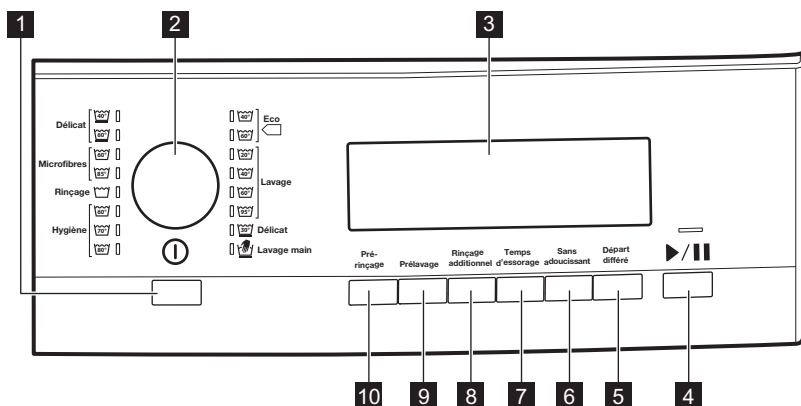 1
2
3
40°
Délicat
60°
60°
Microfibres
85°
Rinçage
60°
Hygiène
70°
80°
40°
Eco
60°
20°
40°
Lavage
60°
95°
30° Délicat
Lavage main
Pré-
rinçage
Prélavage
Rinçage
additionnel
Temps
d'essorage
Sans
adoucissant
Départ
différé
10
9
8
7
6
5
4